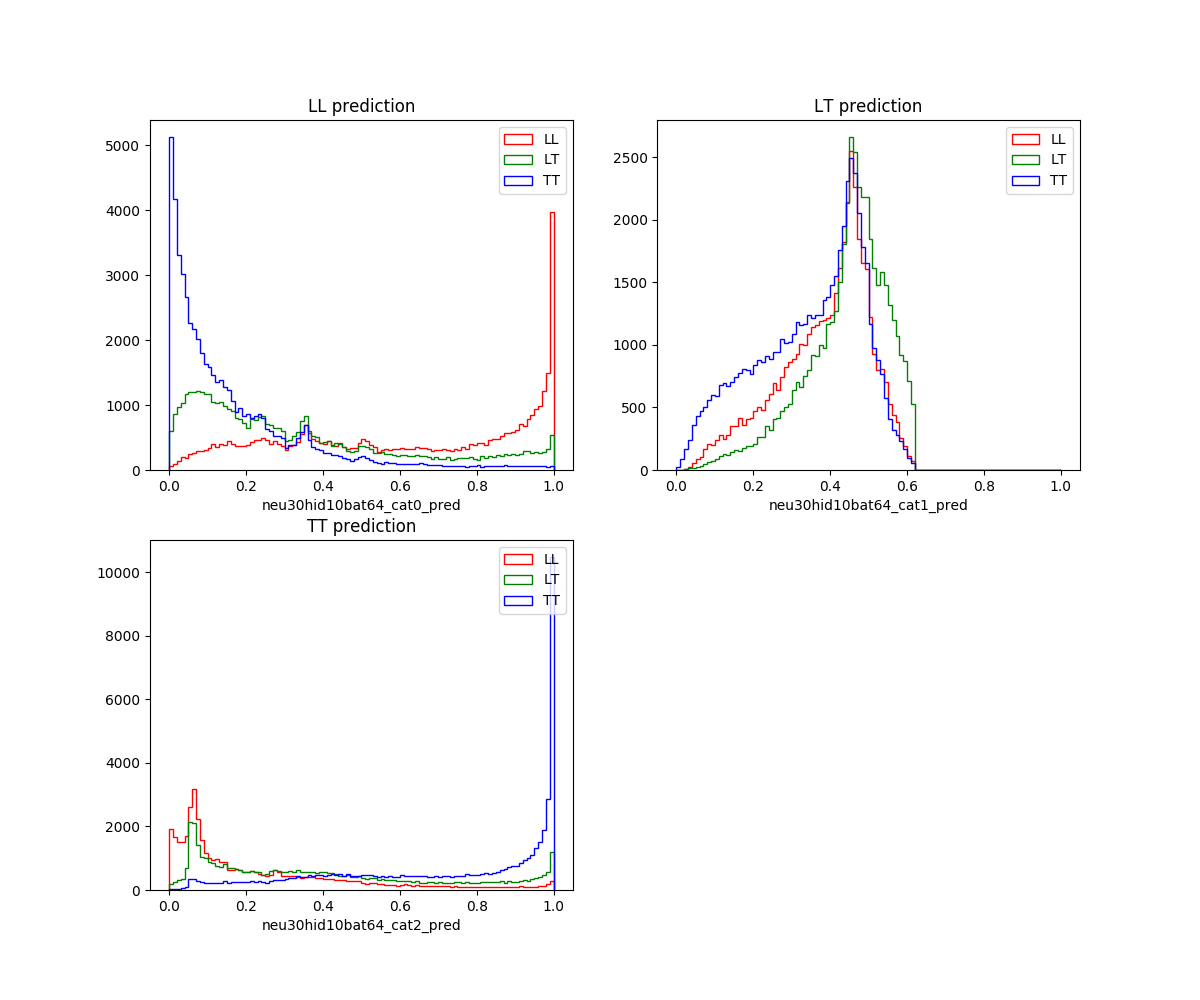 LL prediction
5000
4000
3000
2000
1000
0
LL
LT
TT
0.0 0.2 0.4 0.6 0.8 1.0
neu30hid10bat64_cat0_pred
LT prediction
2500
2000
1500
1000
500
0
LL
LT
TT
0.0 0.2 0.4 0.6 0.8 1.0
neu30hid10bat64_cat1_pred
TT prediction
10000
8000
6000
4000
2000
0
LL
LT
TT
0.0 0.2 0.4 0.6 0.8 1.0
neu30hid10bat64_cat2_pred